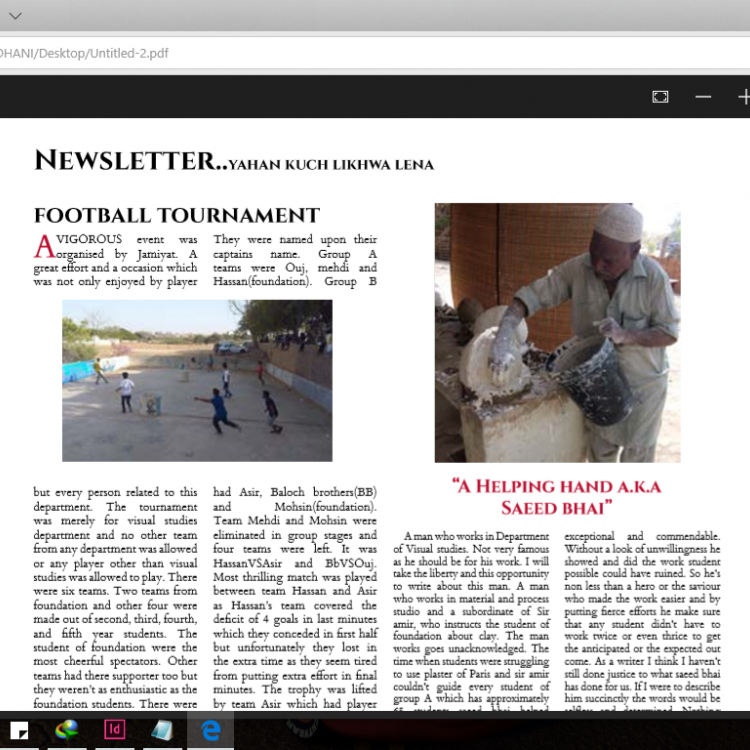 DHANI/Desktop/Untitled-2.pdf
NEWSLETTER..YAHAN KUCH LIKHWA LENA
FOOTBALL TOURNAMENT
A VIGOROUS event was
organised by Jamiyat. A
great effort and a occasion which
was not only enjoyed by player
but every person related to this
department. The tournament
was merely for visual studies
department and no other team
from any department was allowed
or any player other than visual
studies was allowed to play. There
were six teams. Two teams from
foundation and other four were
made out of second, third, fourth,
and fifth year students. The
student of foundation were the
most cheerful spectators. Other
teams had there supporter too but
they weren't as enthusiastic as the
foundation students. There were
They were named upon their
captains name. Group A
teams were Ouj, mehdi and
Hassan(foundation). Group B
had Asir, Baloch brothers(BB)
and Mohsin(foundation).
Team Mehdi and Mohsin were
eliminated in group stages and
four teams were left. It was
HassanVSAsir and BbVSOuj.
Most thrilling match was played
between team Hassan and Asir
as Hassan's team covered the
deficit of 4 goals in last minutes
which they conceded in first half
but unfortunately they lost in
the extra time as they seem tired
from putting extra effort in final
minutes. The trophy was lifted
by team Asir which had player
"A HELPING HAND A.K.A
SAEED BHAI"
A man who works in Department
of Visual studies. Not very famous
as he should be for his work. I will
take the liberty and this opportunity
to write about this man. A man
who works in material and process
studio and a subordinate of Sir
amir, who instructs the student of
foundation about clay. The man
works goes unacknowledged. The
time when students were struggling
to use plaster of Paris and sir amir
couldn't guide every student of
group A which has approximately
65 students saeed bhai helped
exceptional and commendable.
Without a look of unwillingness he
showed and did the work student
possible could have ruined. So he's
non less than a hero or the saviour
who made the work easier and by
putting fierce efforts he make sure
that any student didn't have to
work twice or even thrice to get
the anticipated or the expected out
come. As a writer I think I haven't
still done justice to what saeed bhai
has done for us. If I were to describe
him succinctly the words would be
selfless and determined. Nothing
Id